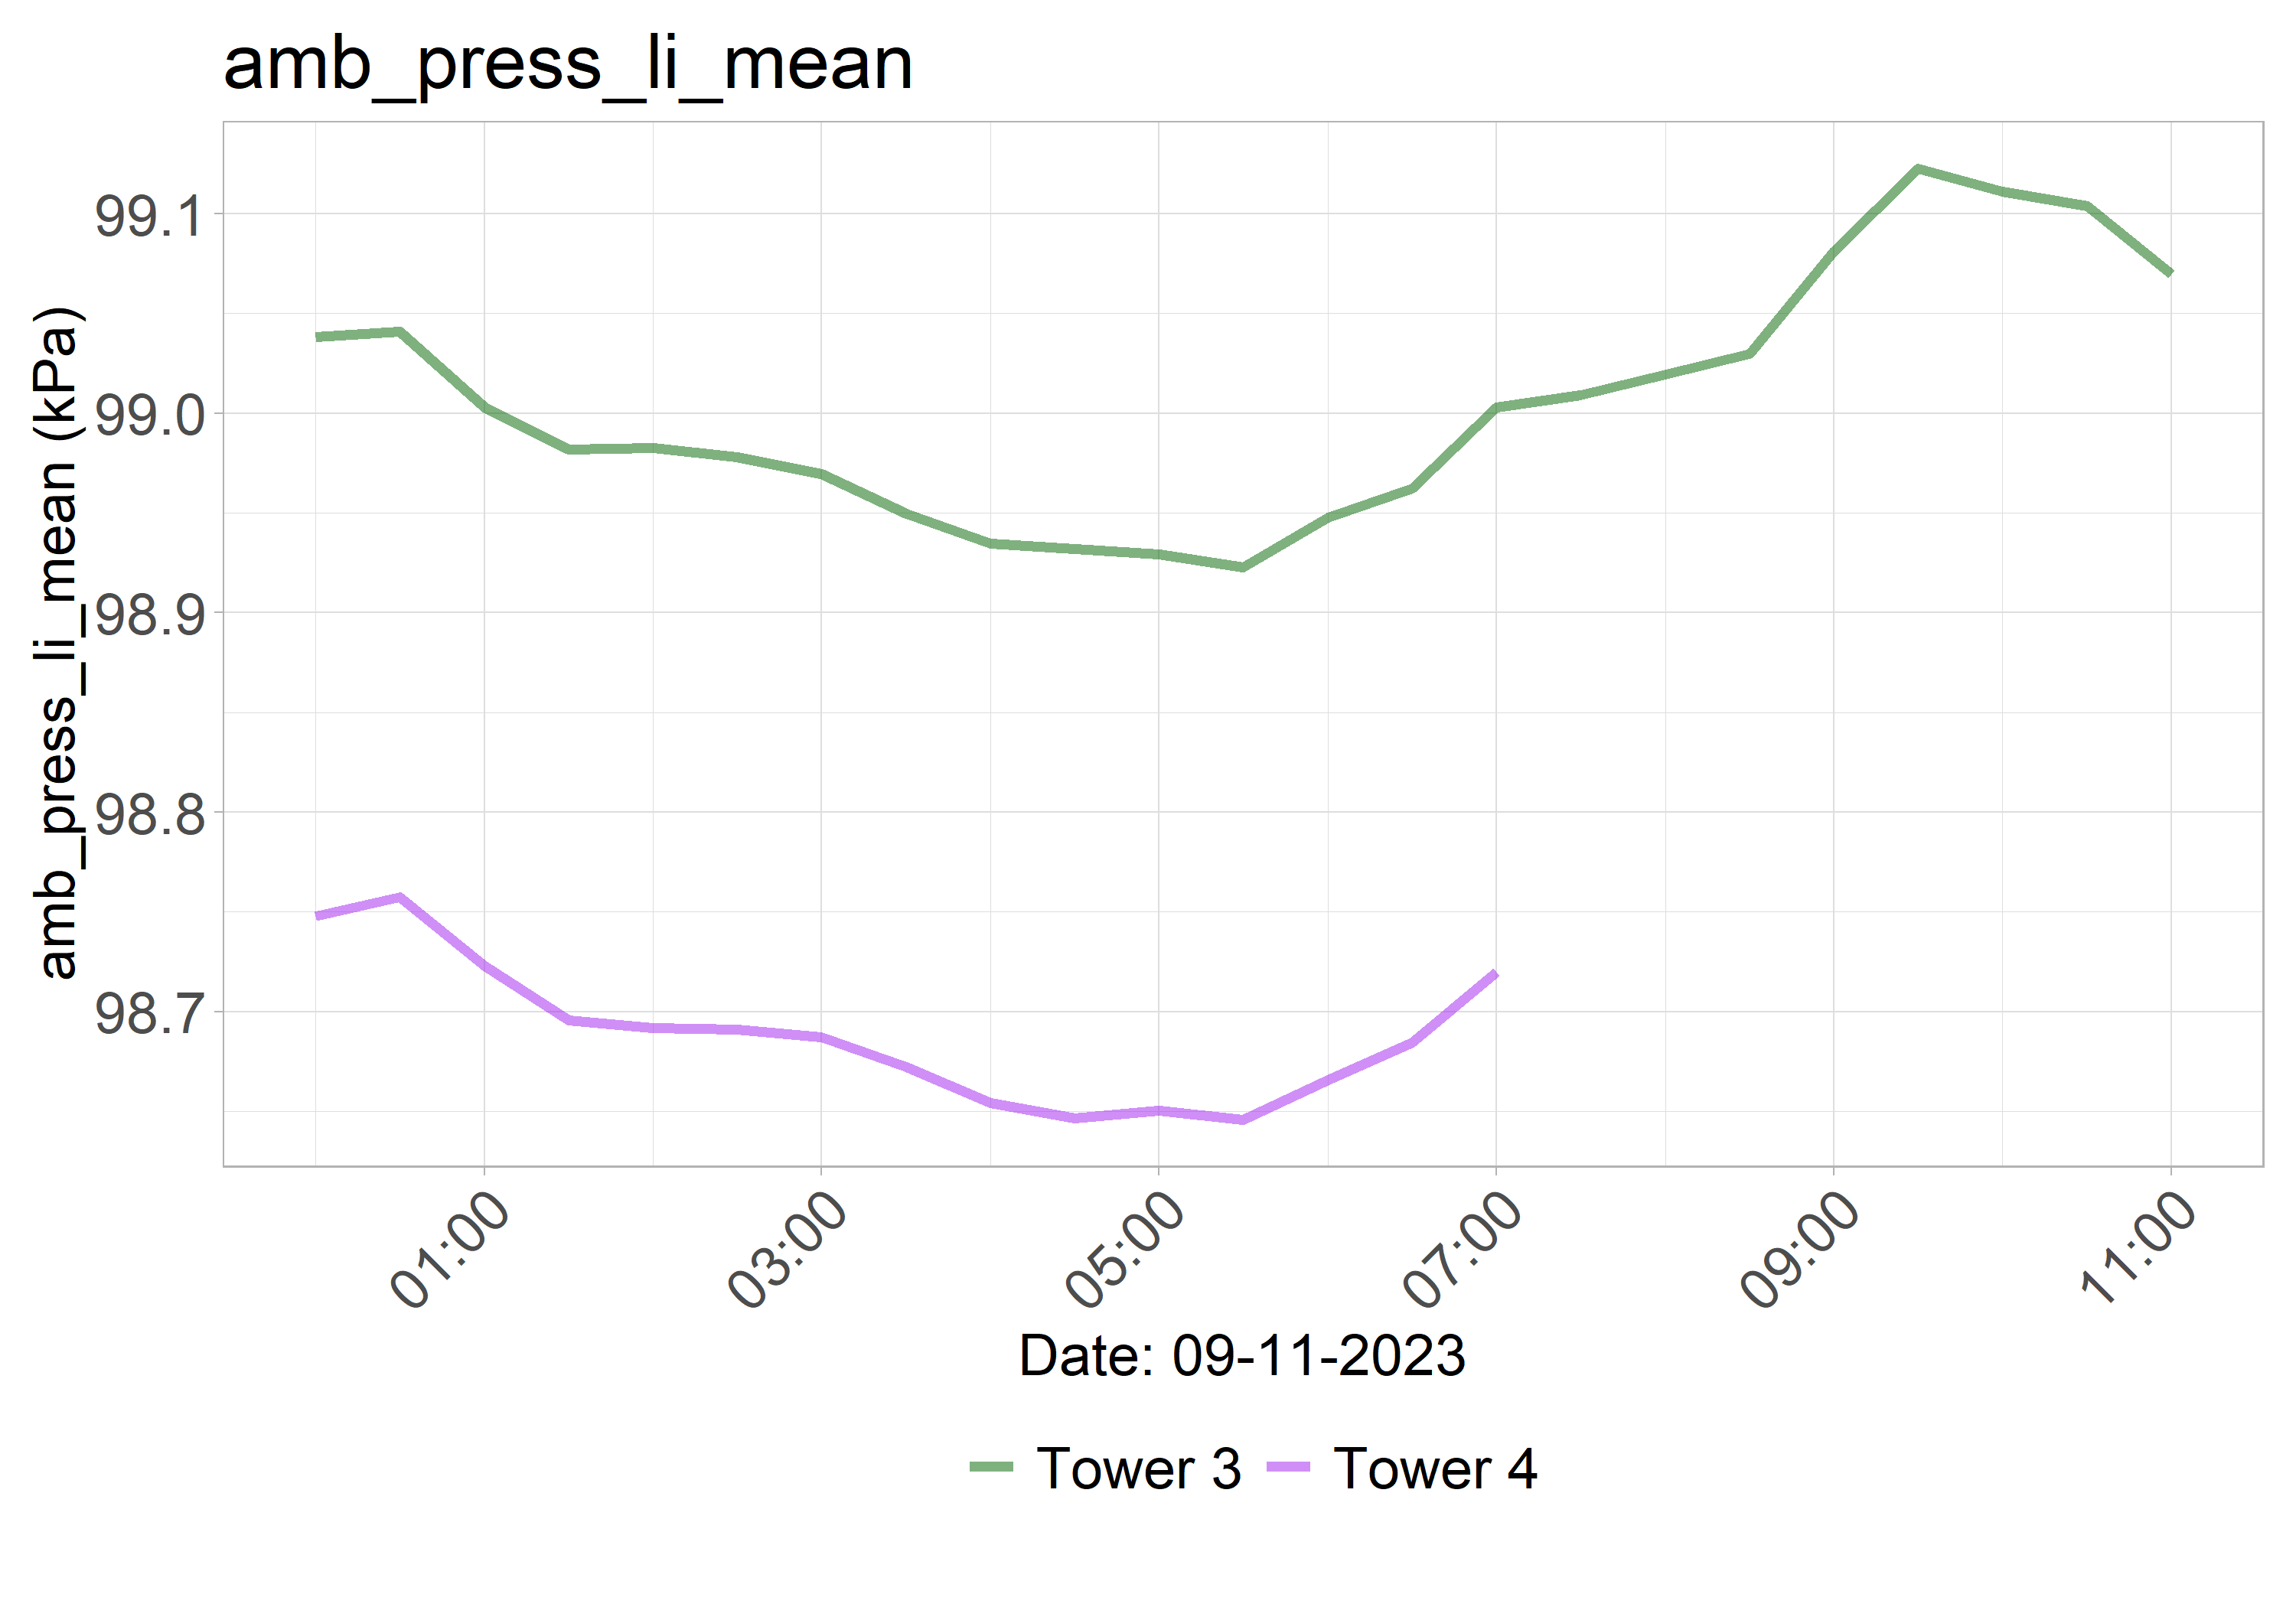 amb_press_li_mean
amb_press_li_mean (kPa)
99.1
99.0
98.9
98.8
98.7
01:00
03:00
05:00
07:00
09:00
11:00
Date: 09-11-2023
Tower 3
Tower 4